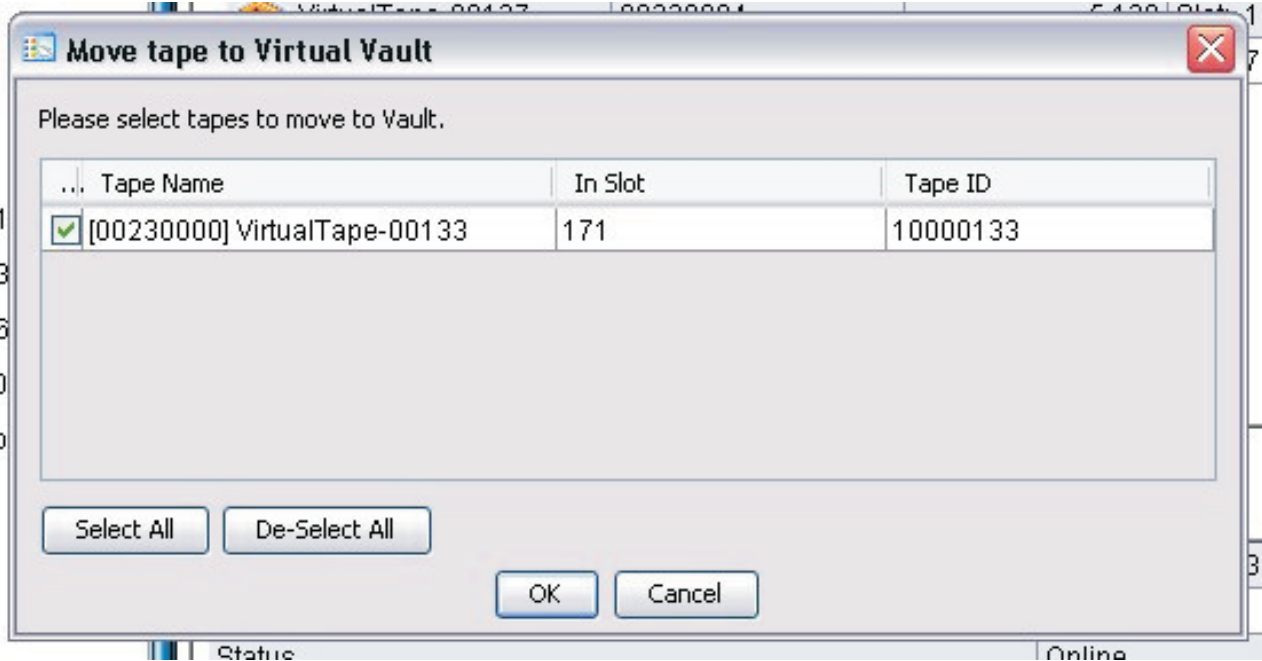 Move tape to Virtual Vault
Please select tapes to move to Vault.
... Tape Name In Slot Tape ID
[00230000] VirtualTape-00133 171 10000133
Select All De-Select All
OK Cancel
Status Online